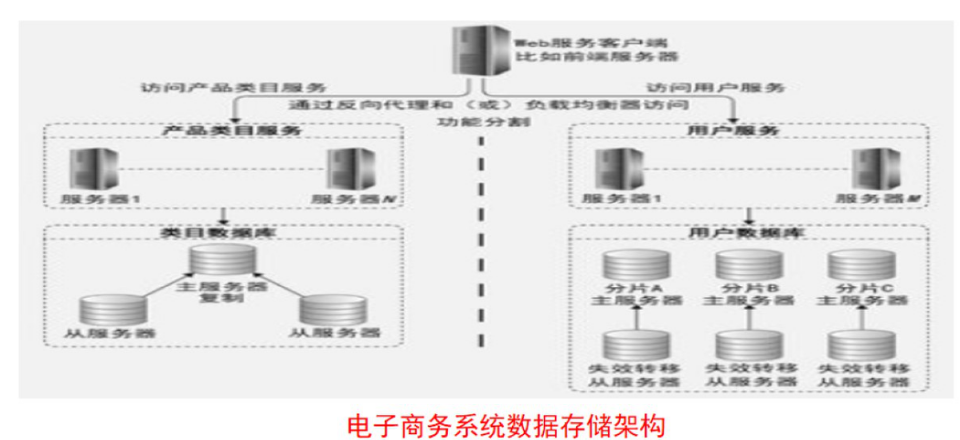 Web服务客户端
比如前端服务器
访问产品类目服务
访问用户服务
通过反向代理和（或）负载均衡器访问
功能分割
产品类目服务
服务器1
服务器N
类目数据库
主服务器
复制
从服务器
从服务器
用户服务
服务器1
服务器M
用户数据库
分片A
主服务器
分片B
主服务器
分片C
主服务器
失效转移
从服务器
失效转移
从服务器
失效转移
从服务器
电子商务系统数据存储架构